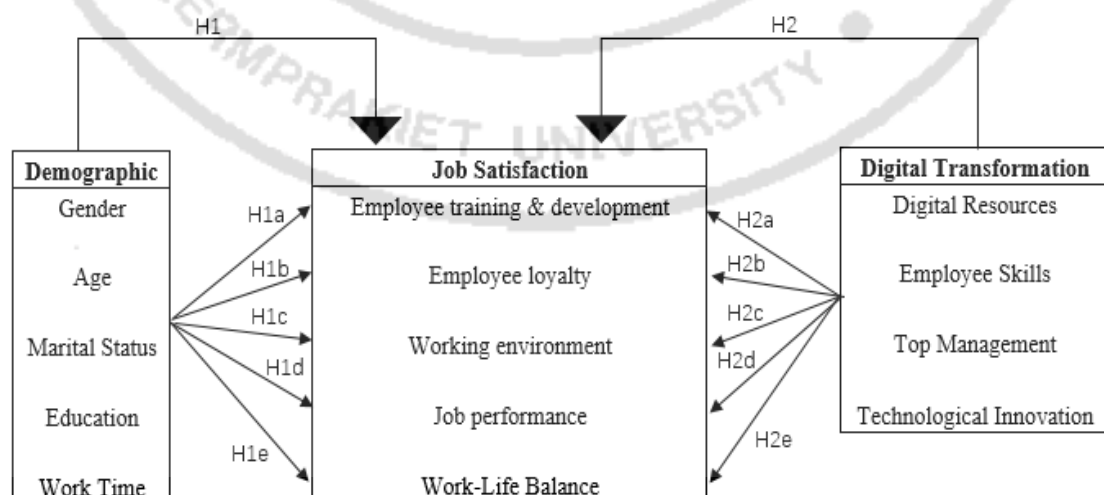 H1
H2
ERMPRAKIET UNIVERSITY
Demographic
Gender
Age
Marital Status
Education
Work Time
H1a
H1b
H1c
H1d
H1e
Job Satisfaction
Employee training & development
Employee loyalty
Working environment
Job performance
Work-Life Balance
H2a
H2b
H2c
H2d
H2e
Digital Transformation
Digital Resources
Employee Skills
Top Management
Technological Innovation